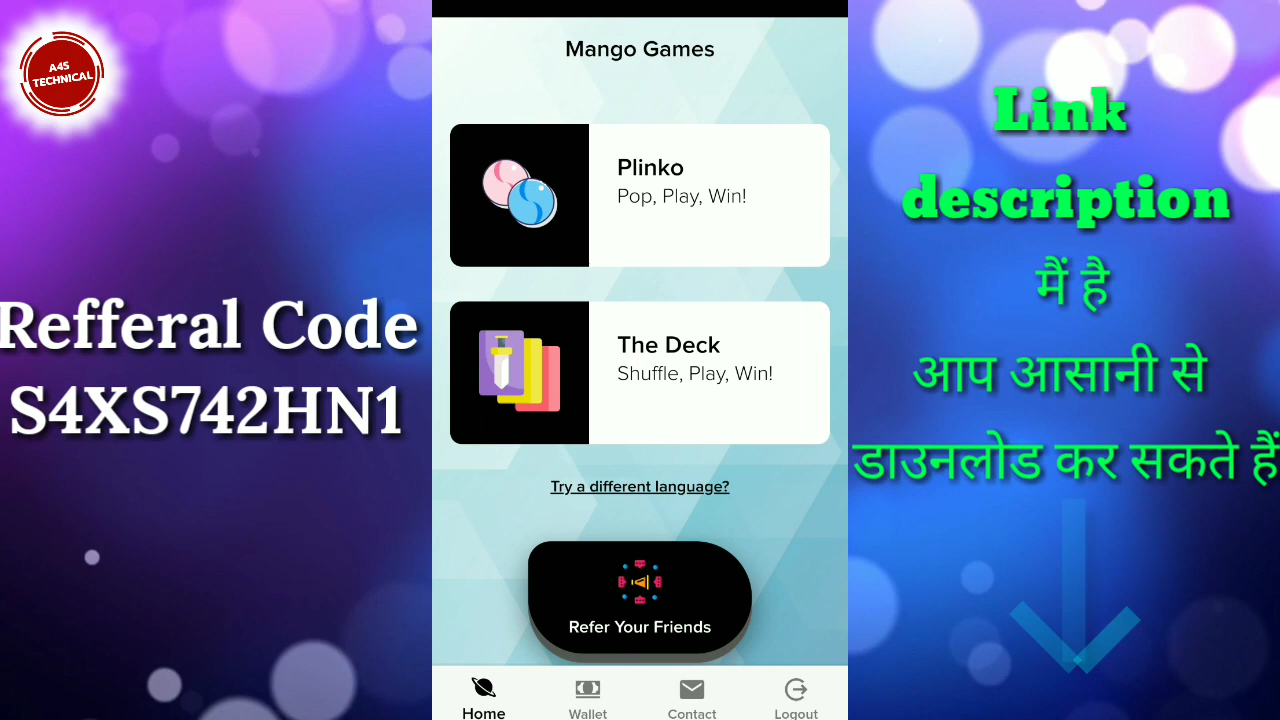 A4S
TECHNICAL
Refferal Code
S4XS742HN1
Mango Games
Plinko
Pop, Play, Win!
The Deck
Shuffle, Play, Win!
Try a different language?
Refer Your Friends
Home
Wallet
Contact
Logout
Link
description
मैं है
आप आसानी से
डाउनलोड कर सकते हैं